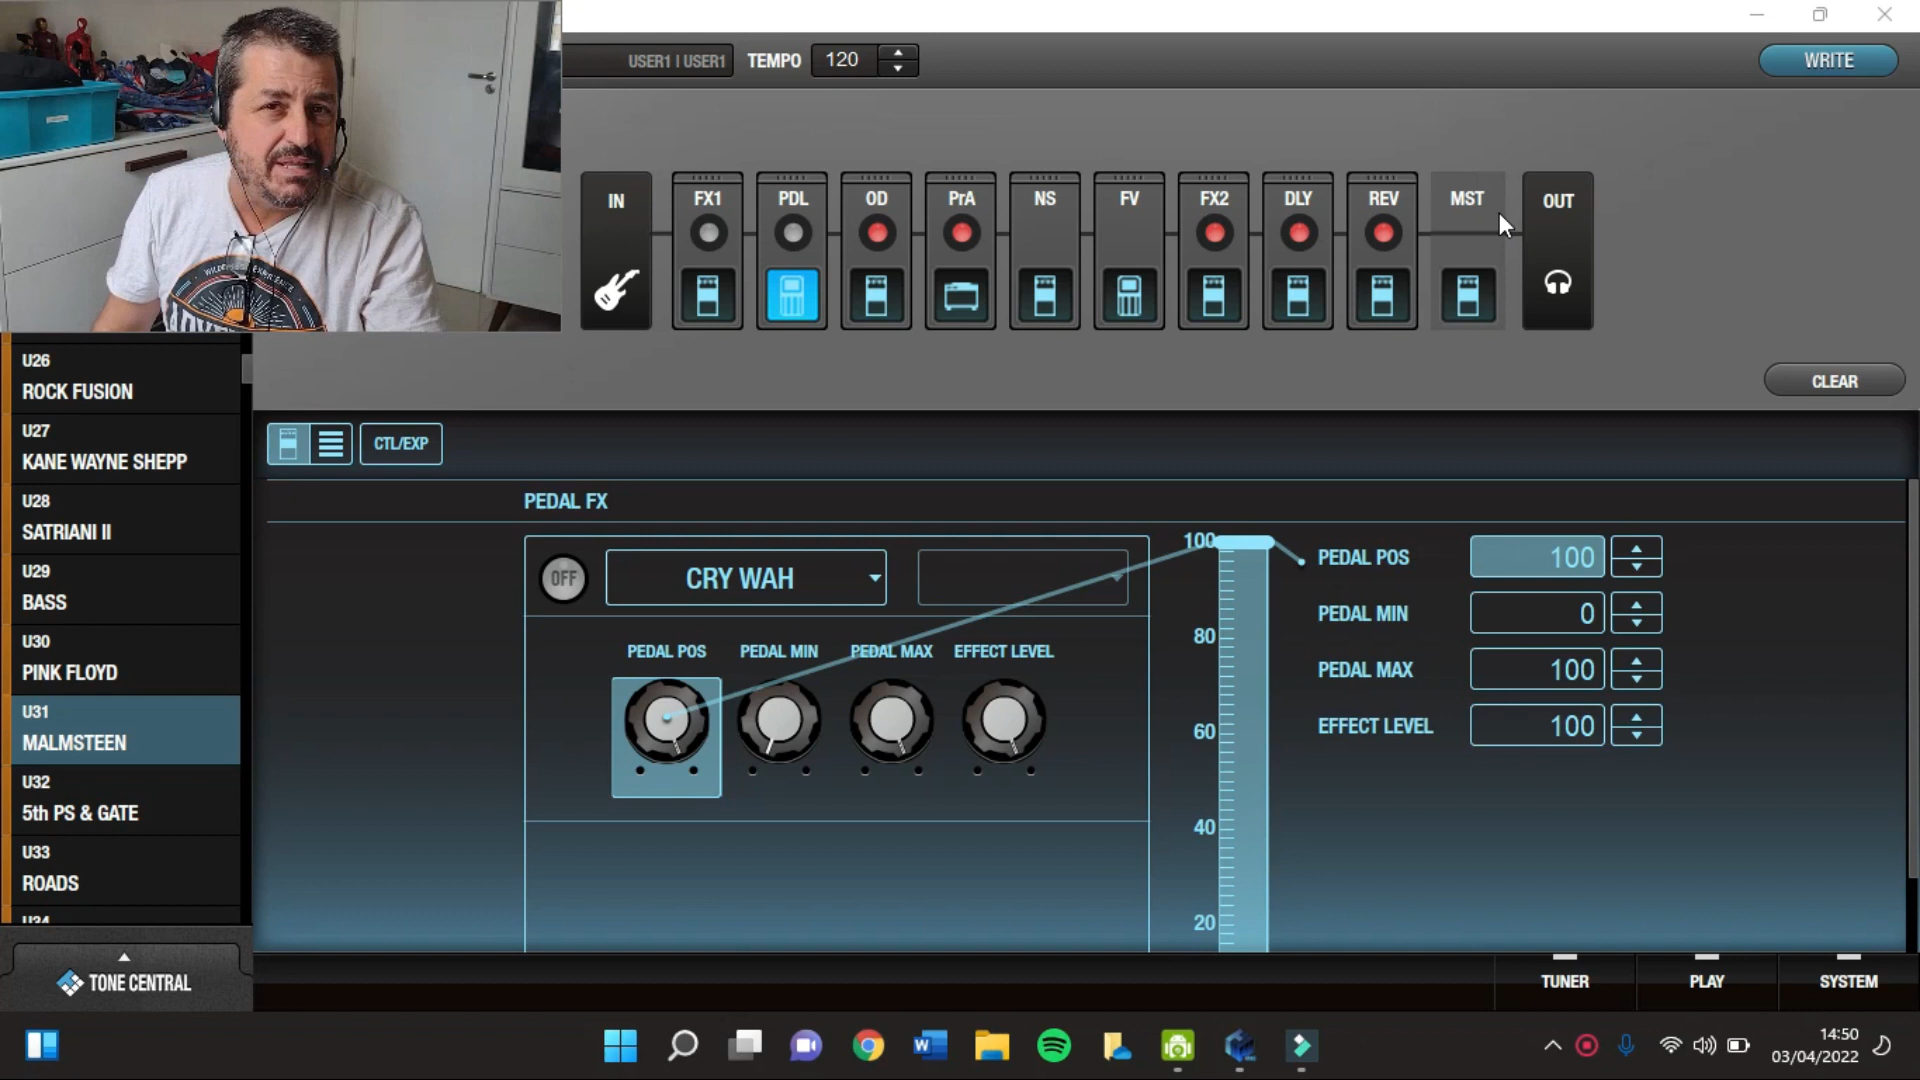 USER1 | USER1 TEMPO 120 WRITE
IN FX1 PDL OD PrA NS FV FX2 DLY REV MST OUT
CLEAR
U26
ROCK FUSION
U27
KANE WAYNE SHEPP
U28
SATRIANI II
U29
BASS
U30
PINK FLOYD
U31
MALMSTEEN
U32
5th PS & GATE
U33
ROADS
U34
TONE CENTRAL
CTL/EXP
PEDAL FX
OFF CRY WAH
PEDAL POS PEDAL MIN PEDAL MAX EFFECT LEVEL
100
80
60
40
20
PEDAL POS 100
PEDAL MIN 0
PEDAL MAX 100
EFFECT LEVEL 100
TUNER PLAY SYSTEM
W
14:50
03/04/2022